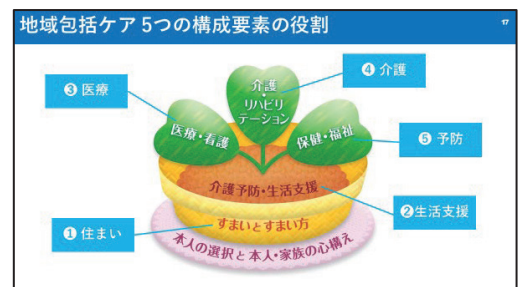 地域包括ケア 5つの構成要素の役割
17
❸ 医療
❹ 介護
介護
・
リハビリ
テーション
医療・看護
保健・福祉
❺ 予防
介護予防・生活支援
❷生活支援
すまいとすまい方
❶ 住まい
本人の選択と本人・家族の心構え